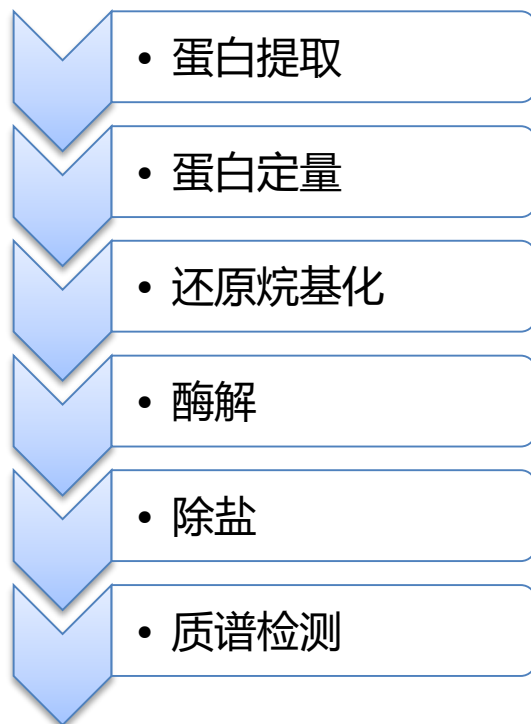 • 蛋白提取
• 蛋白定量
• 还原烷基化
• 酶解
• 除盐
• 质谱检测